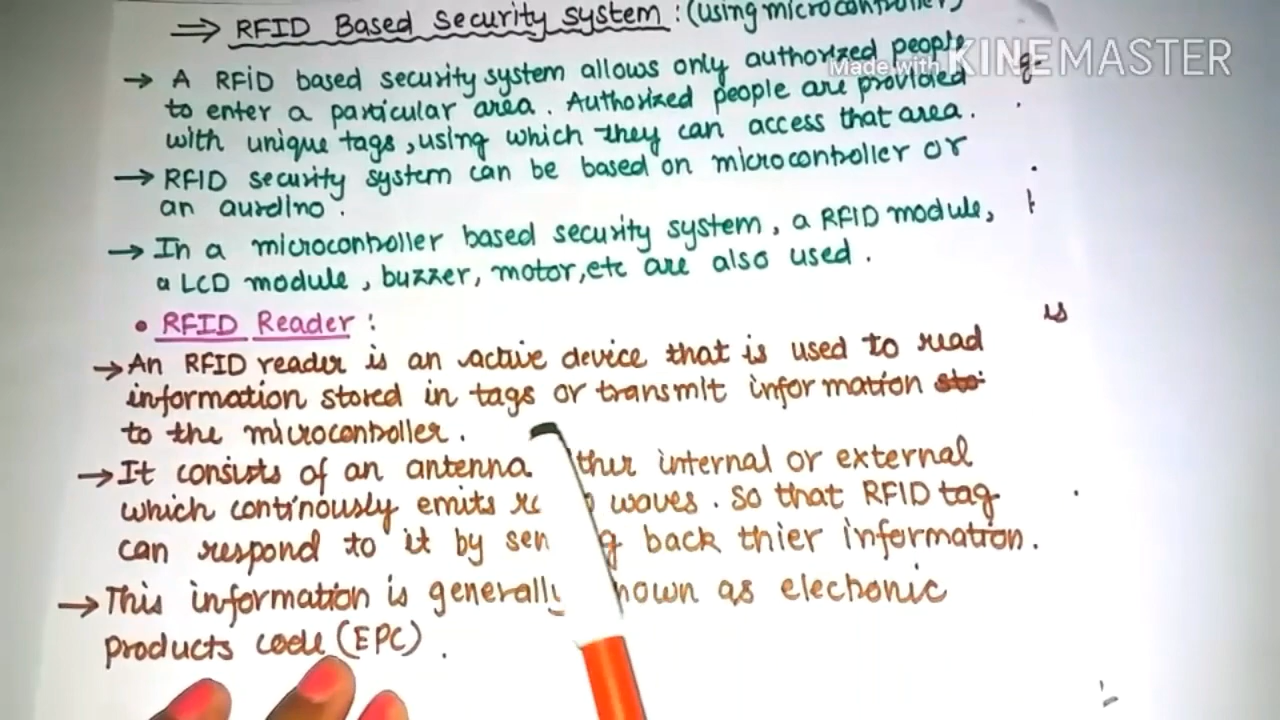 ⇒ RFID Based Security System : (using microcontroller)
Made with KINEMASTER
→ A RFiD based security system allows only authorized people
to enter a particular area. Authorized people are provided
with unique tags, using which they can access that area.
→ RFID security system can be based on microcontroller or
an aurdino.
→ In a microcontroller based security system, a RFID module,
a LCD module, buzzer, motor, etc are also used.
• RFID Reader :
→ An RFID reader is an active device that is used to read
information stored in tags or transmit information
to the microcontroller.
→ It consists of an antenna ther internal or external
which continously emits waves. So that RFID tag
can respond to it by sen g back thier information.
→ This information is generally nown as electronic
products code (EPC).
is